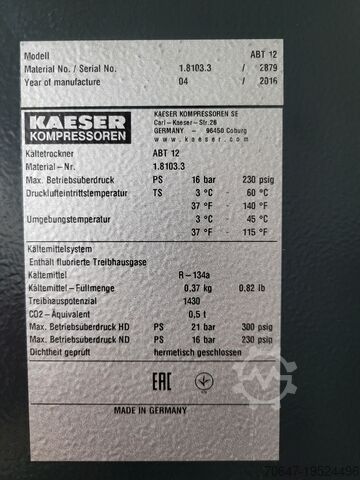 Modell ABT 12
Material No. / Serial No. 1.8103.3 / 2879
Year of manufacture 04 / 2016
KAESER
KOMPRESSOREN
KAESER KOMPRESSOREN SE
Carl-Kaeser-Str.26
GERMANY - 96450 Coburg
www.kaeser.com
Kältetrockner ABT 12
Material-Nr. 1.8103.3
Max. Betriebsüberdruck PS 16 bar 230 psig
Drucklufteintrittstemperatur TS 3 °C - 60 °C
37 °F - 140 °F
Umgebungstemperatur 3 °C - 45 °C
37 °F - 115 °F
Kältemittelsystem
Enthält fluorierte Treibhausgase
Kältemittel R-134a
Kältemittel-Füllmenge 0,37 kg 0.82 lb
Treibhauspotenzial 1430
CO2-Äquivalent 0,5 t
Max. Betriebsüberdruck HD PS 21 bar 300 psig
Max. Betriebsüberdruck ND PS 16 bar 230 psig
Dichtheit geprüft hermetisch geschlossen
EAC
MADE IN GERMANY
70647-19524496